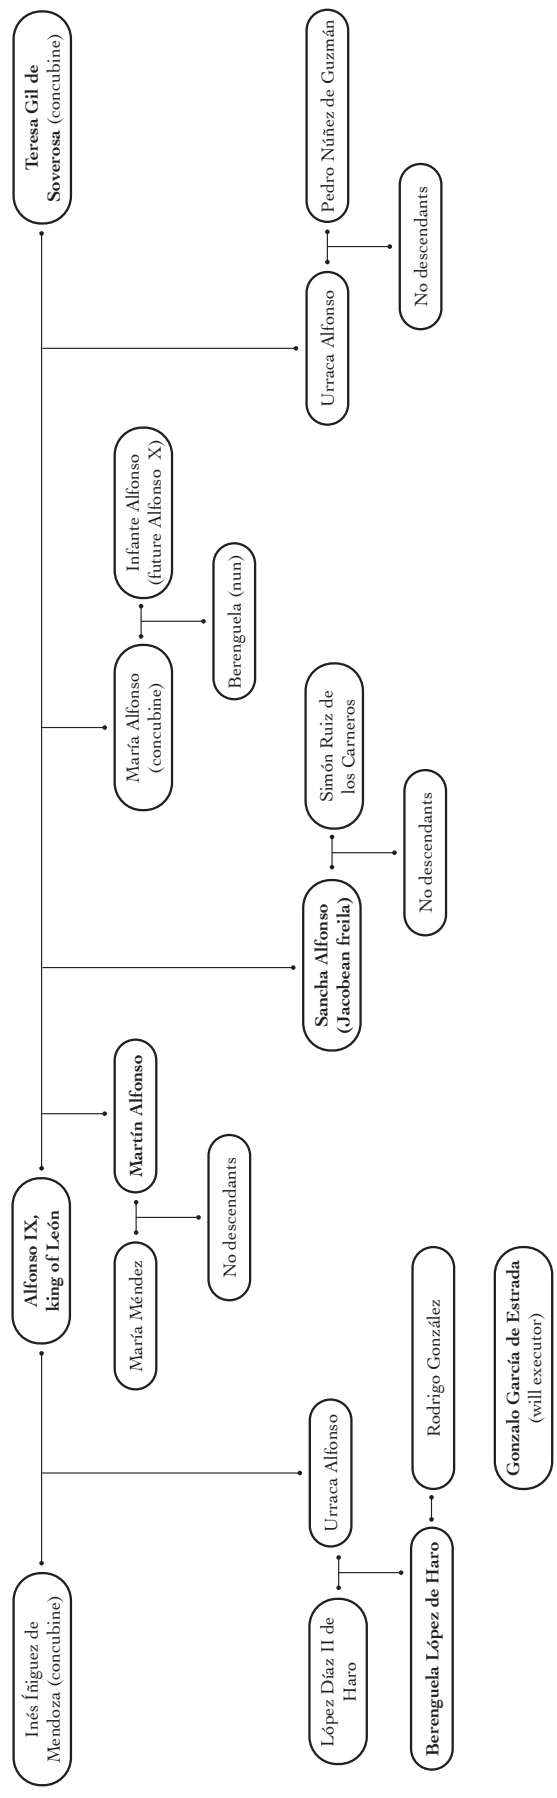 Inés Íñiguez de
Mendoza (concubine)
Alfonso IX,
king of León
Teresa Gil de
Soverosa (concubine)
María Méndez
Martín Alfonso
No descendants
María Alfonso
(concubine)
Infante Alfonso
(future Alfonso X)
Berenguela (nun)
López Díaz II de
Haro
Urraca Alfonso
Sancha Alfonso
(Jacobean freila)
Simón Ruiz de
los Carneros
No descendants
Urraca Alfonso
Pedro Núñez de Guzmán
No descendants
Berenguela López de Haro
Rodrigo González
Gonzalo García de Estrada
(will executor)